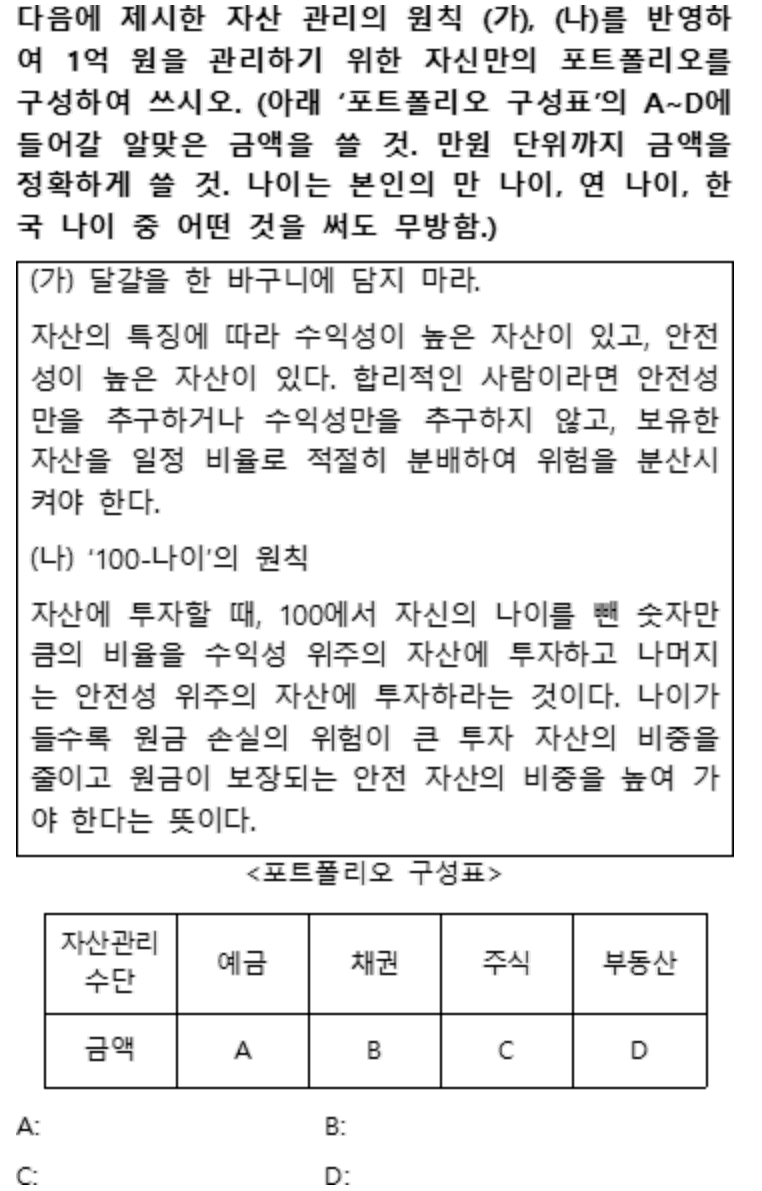 다음에 제시한 자산 관리의 원칙 (가), (나)를 반영하
여 1억 원을 관리하기 위한 자신만의 포트폴리오를
구성하여 쓰시오. (아래 ‘포트폴리오 구성표’의 A~D에
들어갈 알맞은 금액을 쓸 것. 만원 단위까지 금액을
정확하게 쓸 것. 나이는 본인의 만 나이, 연 나이, 한
국 나이 중 어떤 것을 써도 무방함.)
(가) 달걀을 한 바구니에 담지 마라.
자산의 특징에 따라 수익성이 높은 자산이 있고, 안전
성이 높은 자산이 있다. 합리적인 사람이라면 안전성
만을 추구하거나 수익성만을 추구하지 않고, 보유한
자산을 일정 비율로 적절히 분배하여 위험을 분산시
켜야 한다.
(나) ‘100-나이’의 원칙
자산에 투자할 때, 100에서 자신의 나이를 뺀 숫자만
큼의 비율을 수익성 위주의 자산에 투자하고 나머지
는 안전성 위주의 자산에 투자하라는 것이다. 나이가
들수록 원금 손실의 위험이 큰 투자 자산의 비중을
줄이고 원금이 보장되는 안전 자산의 비중을 높여 가
야 한다는 뜻이다.
<포트폴리오 구성표>
자산관리
수단
예금 채권 주식 부동산
금액 A B C D
A: B:
C: D: